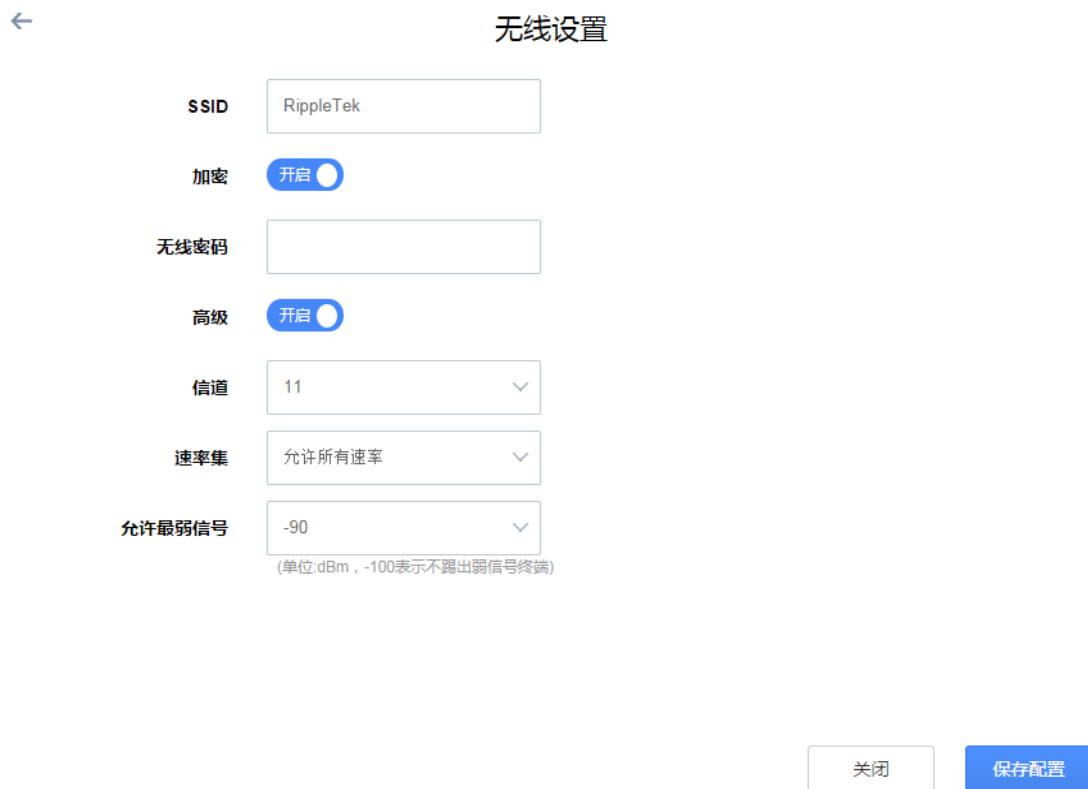 无线设置
SSID RippleTek
加密 开启
无线密码
高级 开启
信道 11
速率集 允许所有速率
允许最弱信号 -90
(单位:dBm，-100表示不踢出弱信号终端)
关闭 保存配置